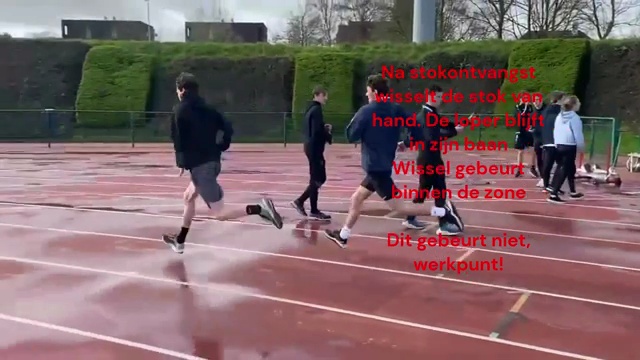 Na stokontvangst
wisselt de stok van
hand. De loper blijft
in zijn baan
Wissel gebeurt
binnen de zone
Dit gebeurt niet,
werkpunt!